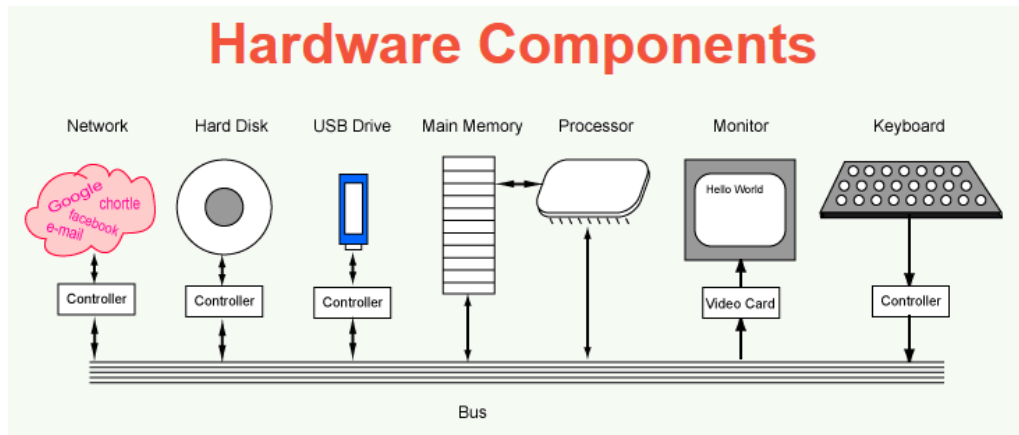 Hardware Components
Network
Hard Disk
USB Drive
Main Memory
Processor
Monitor
Keyboard
Google
chortle
facebook
e-mail
Hello World
Controller
Controller
Controller
Video Card
Controller
Bus